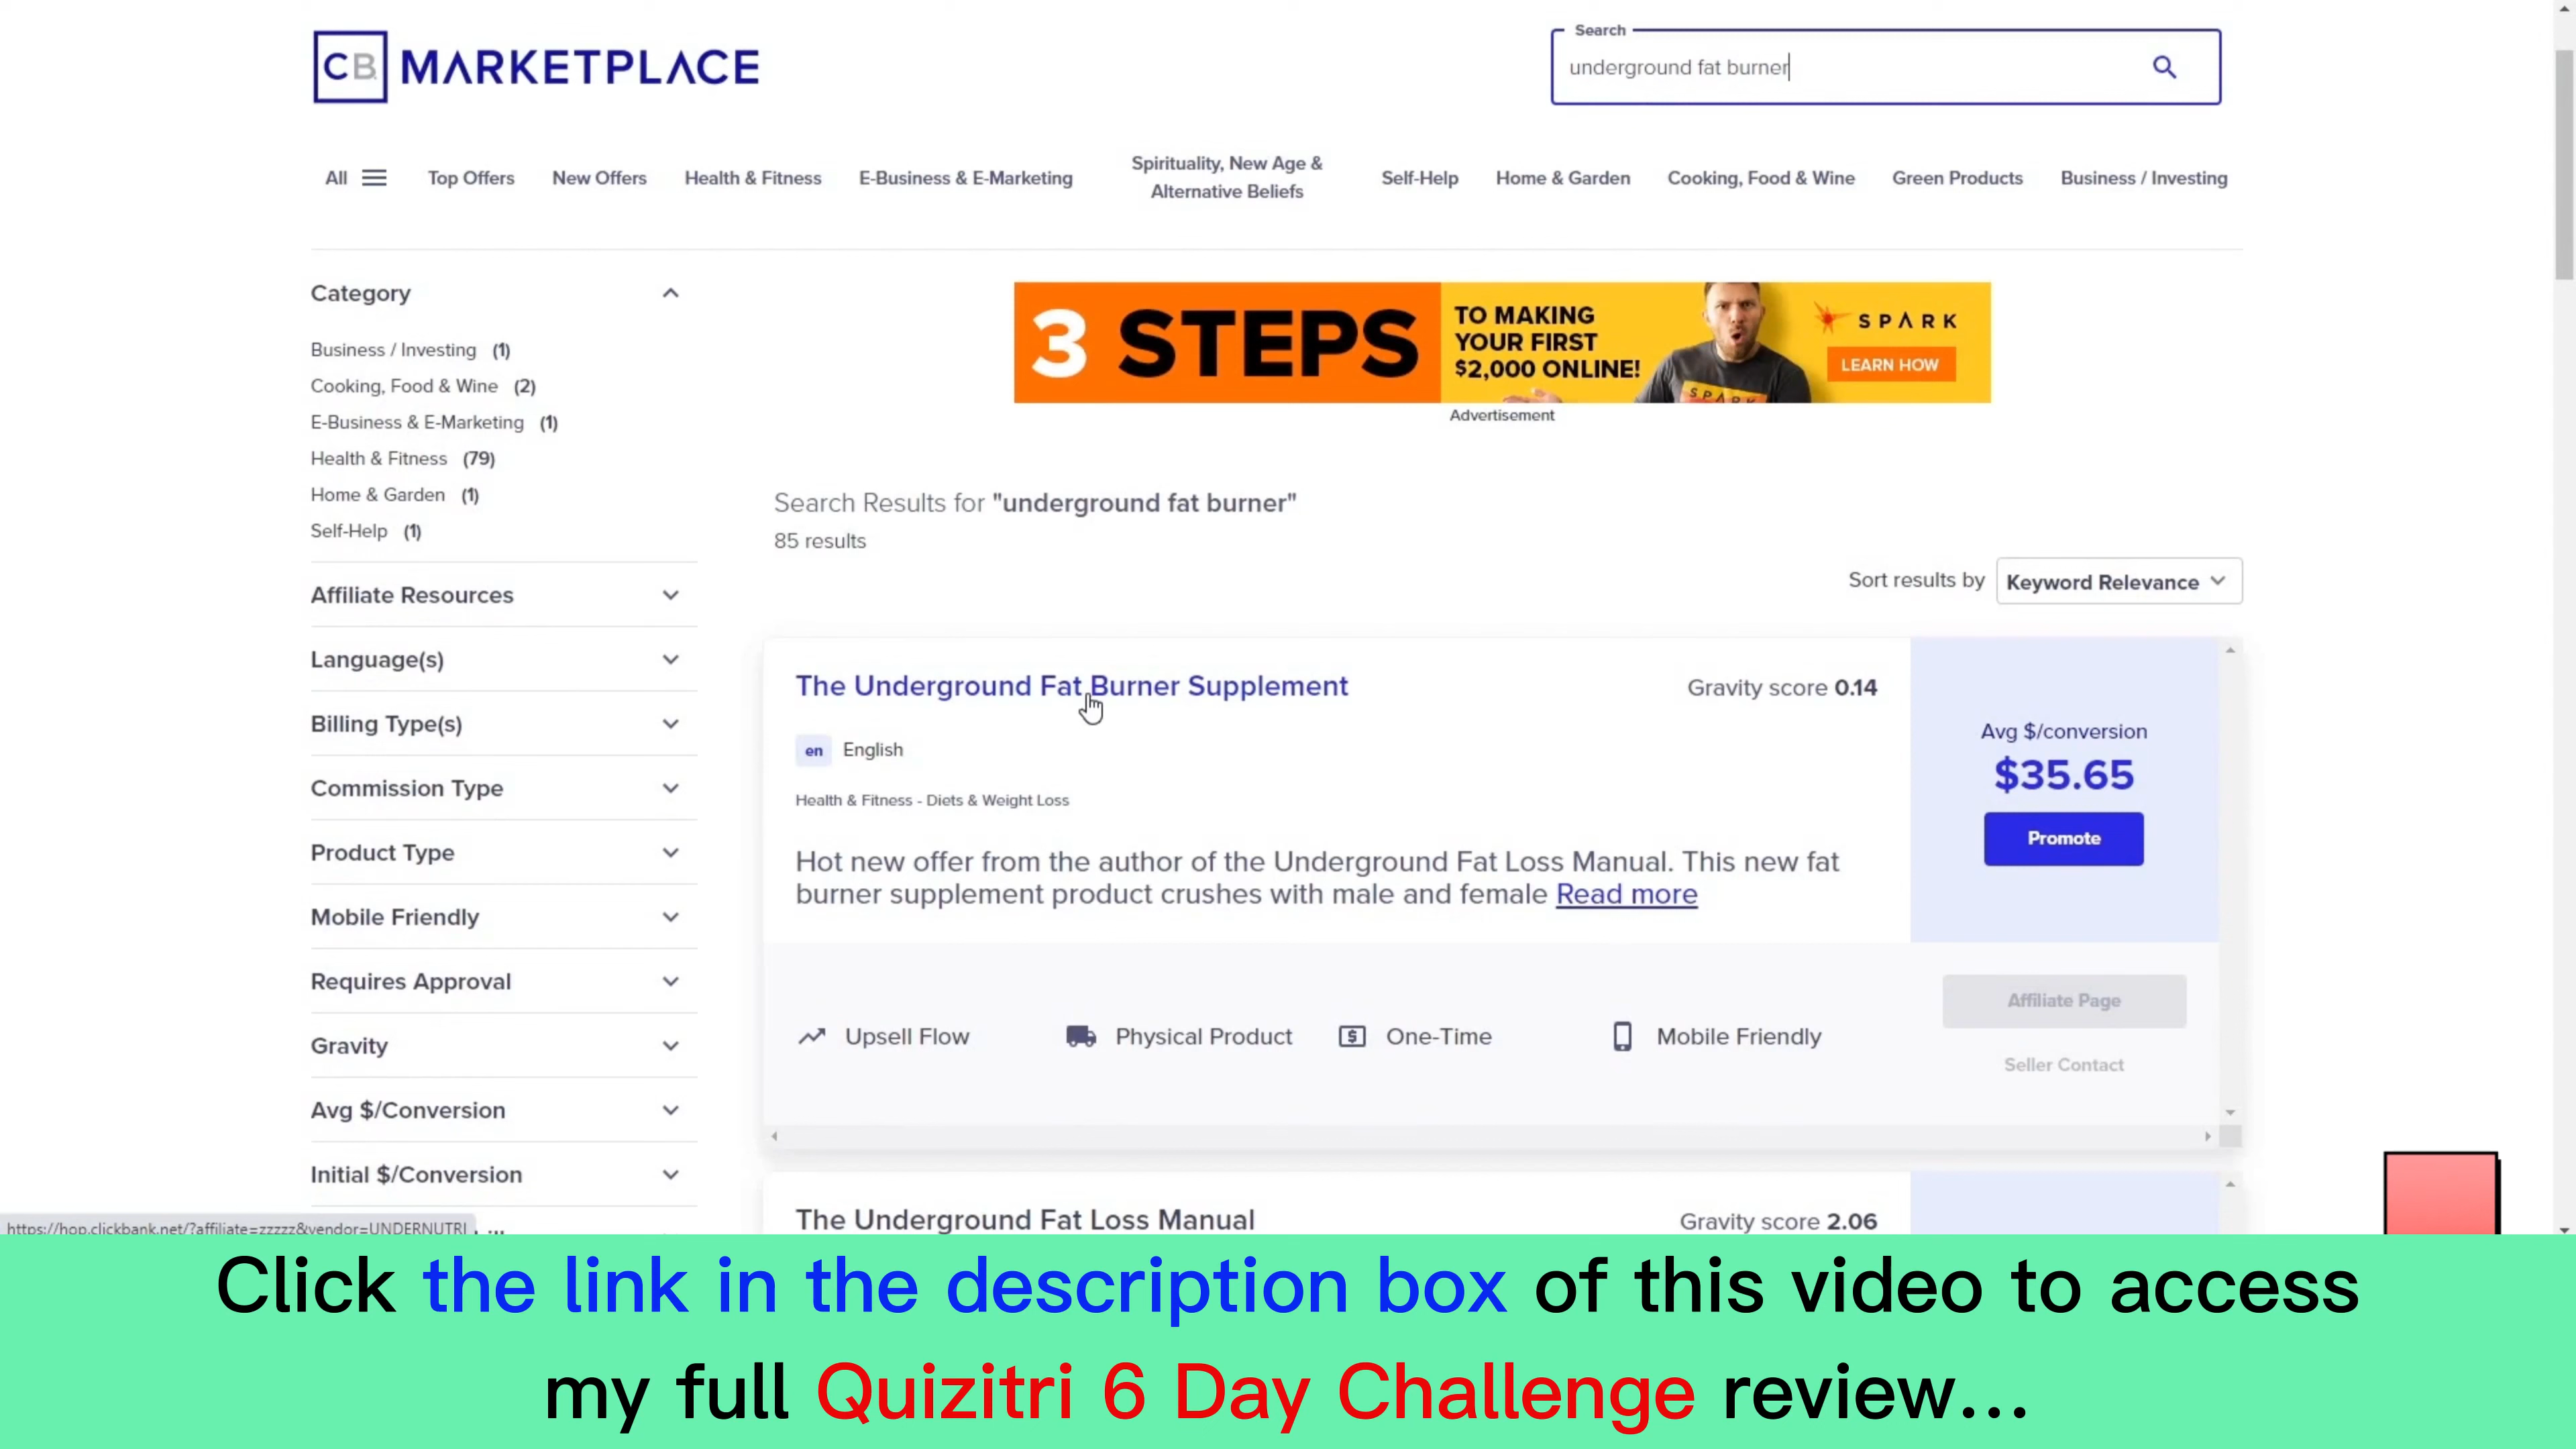 CB MARKETPLACE
Search
underground fat burner
All
Top Offers
New Offers
Health & Fitness
E-Business & E-Marketing
Spirituality, New Age &
Alternative Beliefs
Self-Help
Home & Garden
Cooking, Food & Wine
Green Products
Business / Investing
Category
Business / Investing (1)
Cooking, Food & Wine (2)
E-Business & E-Marketing (1)
Health & Fitness (79)
Home & Garden (1)
Self-Help (1)
Affiliate Resources
Language(s)
Billing Type(s)
Commission Type
Product Type
Mobile Friendly
Requires Approval
Gravity
Avg $/Conversion
Initial $/Conversion
3 STEPS
TO MAKING
YOUR FIRST
$2,000 ONLINE!
SPARK
LEARN HOW
SPARK
Advertisement
Search Results for "underground fat burner"
85 results
Sort results by Keyword Relevance
The Underground Fat Burner Supplement
Gravity score 0.14
en English
Health & Fitness - Diets & Weight Loss
Hot new offer from the author of the Underground Fat Loss Manual. This new fat
burner supplement product crushes with male and female Read more
Avg $/conversion
$35.65
Promote
Upsell Flow
Physical Product
One-Time
Mobile Friendly
Affiliate Page
Seller Contact
The Underground Fat Loss Manual
Gravity score 2.06
https://hop.clickbank.net/?affiliate=zzzzz&vendor=UNDERNUTRI
Click the link in the description box of this video to access
my full Quizitri 6 Day Challenge review...